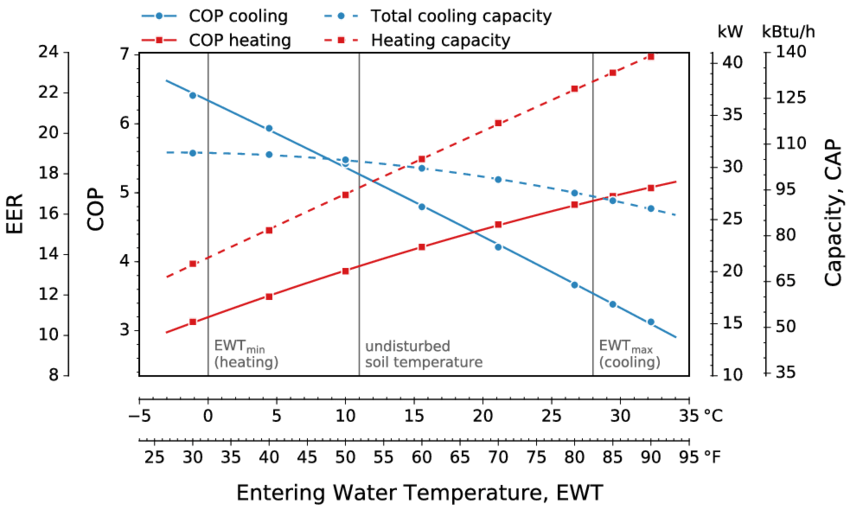 COP cooling
Total cooling capacity
COP heating
Heating capacity
kW
kBtu/h
24
22
20
18
16
14
12
10
8
EER
7
6
5
4
3
COP
40
35
30
25
20
15
10
140
125
110
95
80
65
50
35
Capacity, CAP
EWTmin
(heating)
undisturbed
soil temperature
EWTmax
(cooling)
−5 0 5 10 15 20 25 30 35 °C
25 30 35 40 45 50 55 60 65 70 75 80 85 90 95 °F
Entering Water Temperature, EWT